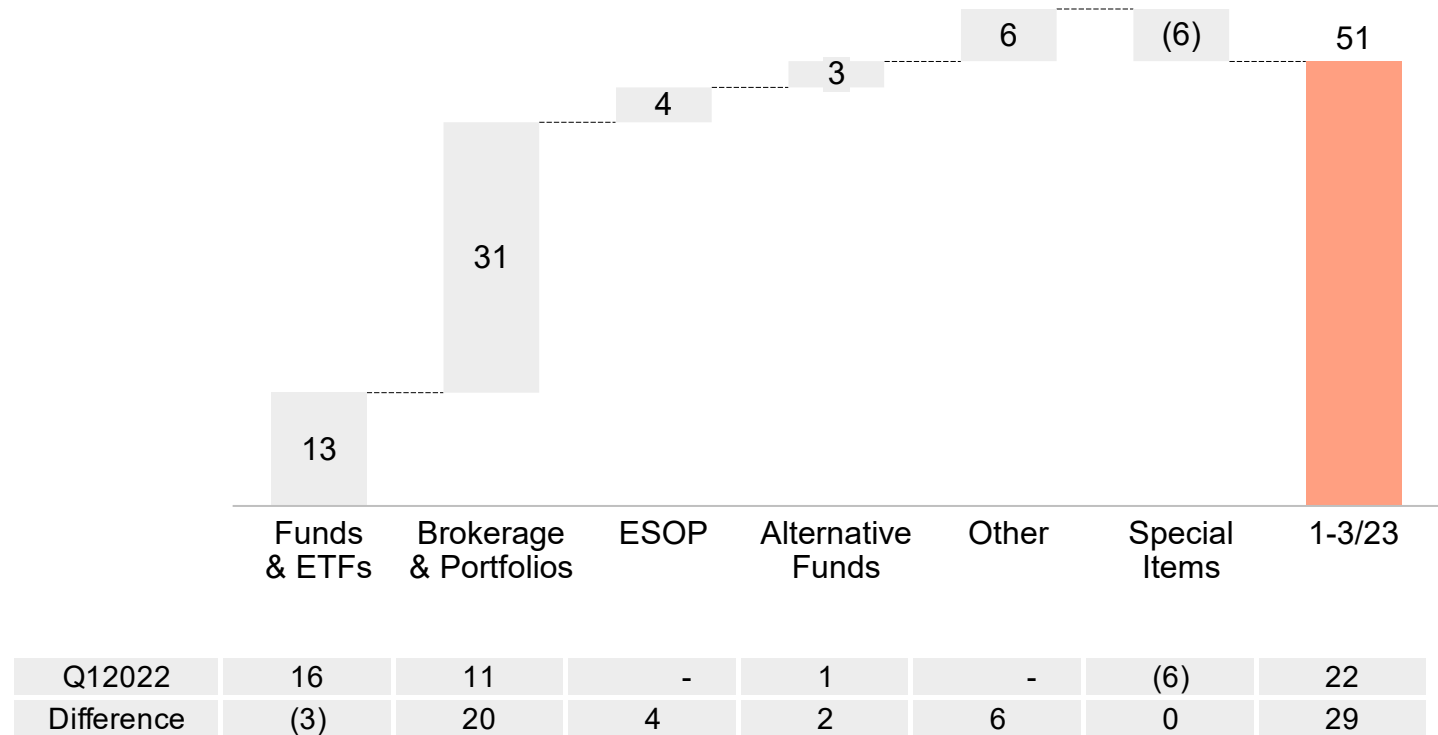 6
(6)
51
3
4
31
13
Funds
& ETFs
Brokerage
& Portfolios
ESOP
Alternative
Funds
Other
Special
Items
1-3/23
Q12022 16 11 - 1 - (6) 22
Difference (3) 20 4 2 6 0 29